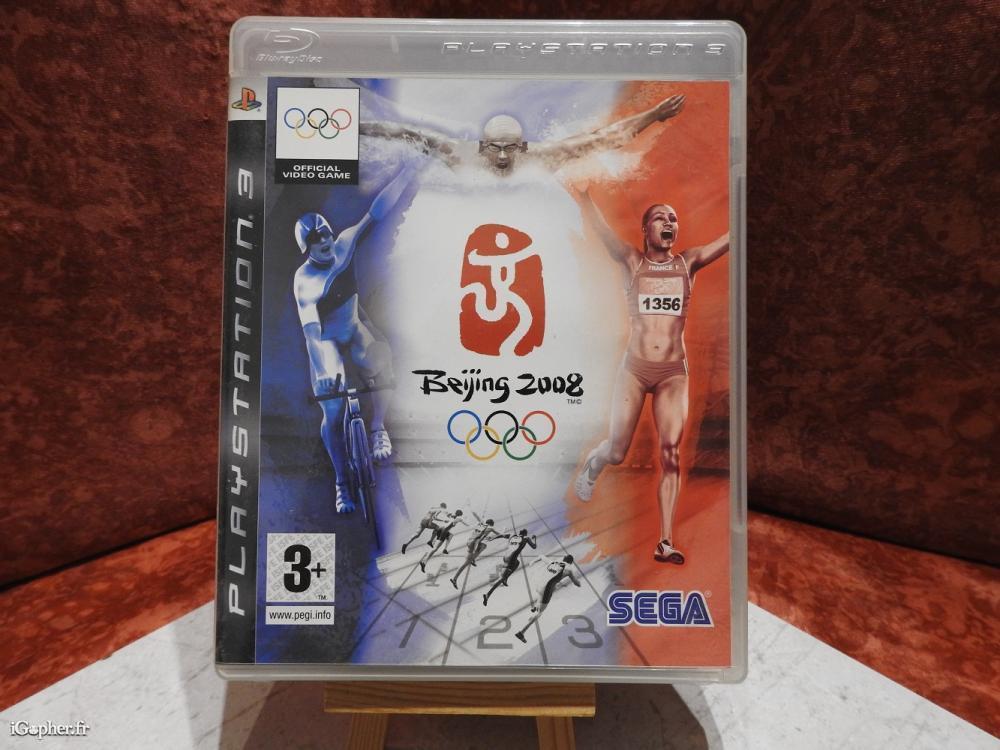 Blu-ray Disc
PLAYSTATION 3
PLAYSTATION. 3
OFFICIAL
VIDEO GAME
FRANCE
1356
Beijing 2008
TM©
3+
TM
www.pegi.info
1 2 3
SEGA®
iGopher.fr